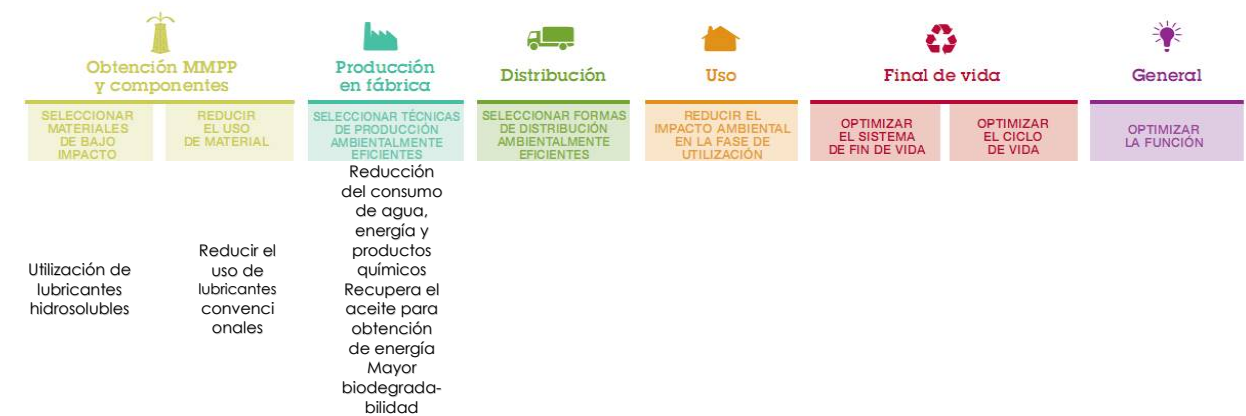 Obtención MMPP
y componentes
Producción
en fábrica
Distribución
Uso
Final de vida
General
SELECCIONAR
MATERIALES
DE BAJO
IMPACTO
REDUCIR
EL USO
DE MATERIAL
SELECCIONAR TÉCNICAS
DE PRODUCCIÓN
AMBIENTALMENTE
EFICIENTES
SELECCIONAR FORMAS
DE DISTRIBUCIÓN
AMBIENTALMENTE
EFICIENTES
REDUCIR EL
IMPACTO AMBIENTAL
EN LA FASE DE
UTILIZACIÓN
OPTIMIZAR
EL SISTEMA
DE FIN DE VIDA
OPTIMIZAR
EL CICLO
DE VIDA
OPTIMIZAR
LA FUNCIÓN
Utilización de
lubricantes
hidrosolubles
Reducir el
uso de
lubricantes
convenci
onales
Reducción
del consumo
de agua,
energía y
productos
químicos
Recupera el
aceite para
obtención
de energía
Mayor
biodegrada-
bilidad